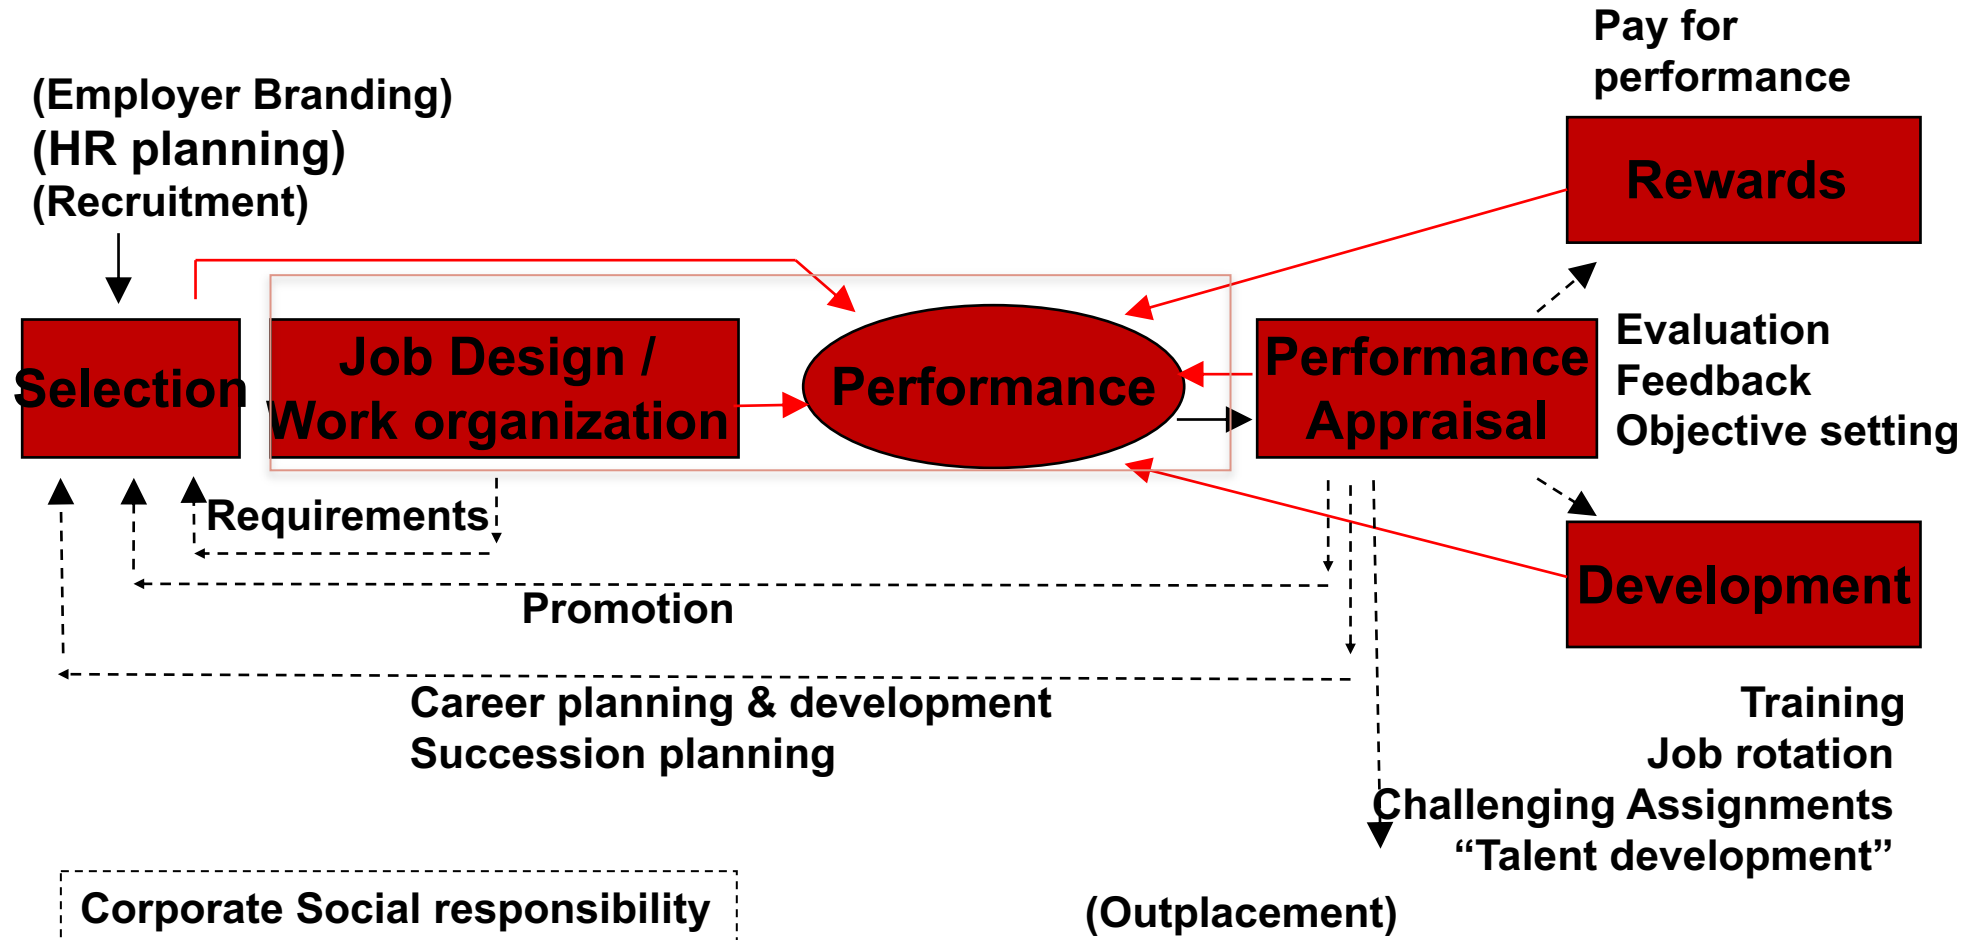 Pay for
performance
(Employer Branding)
(HR planning)
(Recruitment)
Rewards
Selection
Job Design /
Work organization
Performance
Performance
Appraisal
Evaluation
Feedback
Objective setting
Requirements
Promotion
Development
Career planning & development
Succession planning
Training
Job rotation
Challenging Assignments
“Talent development”
Corporate Social responsibility
(Outplacement)